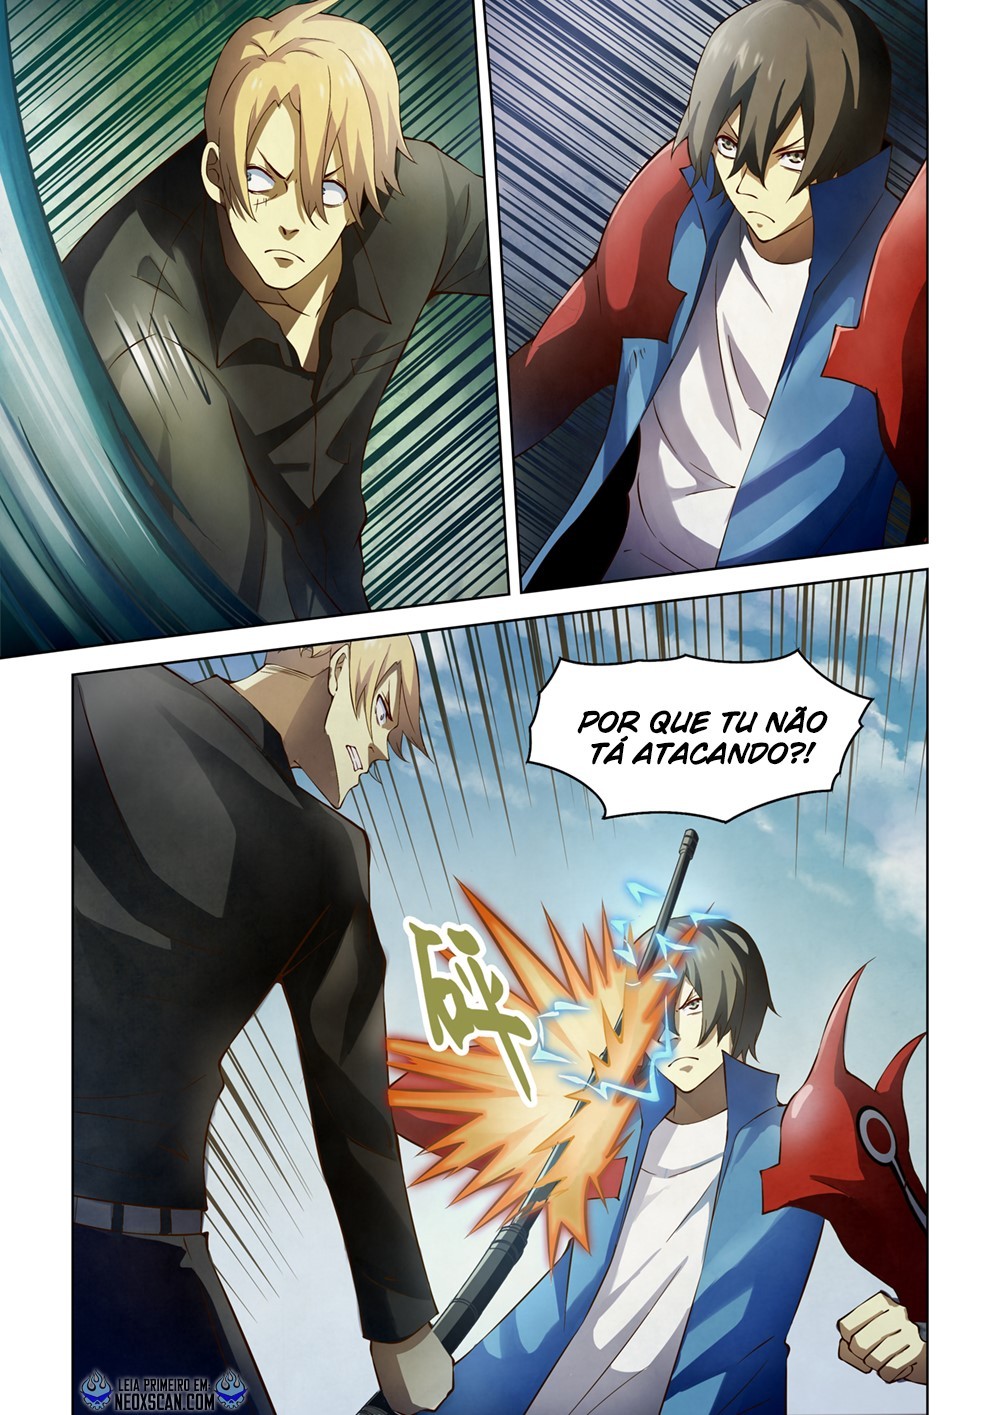 POR QUE TU NÃO
TÁ ATACANDO?!
砰
LEIA PRIMEIRO EM:
NEOXSCAN.COM